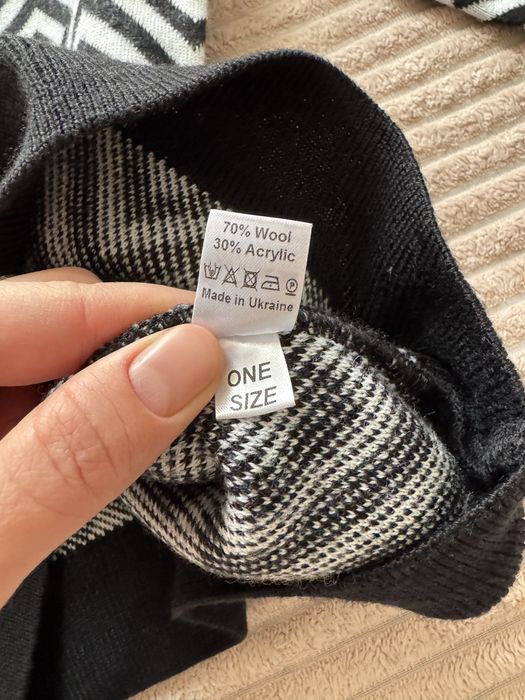 70% Wool
30% Acrylic
P
Made in Ukraine
ONE
SIZE